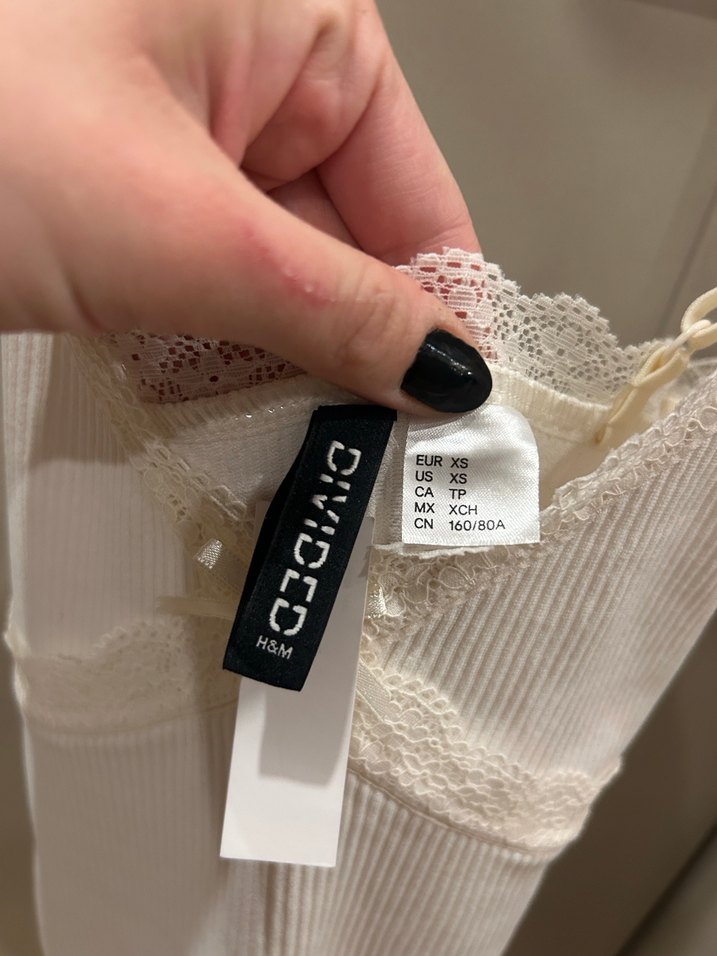 DIVIDED
H&M
EUR XS
US XS
CA TP
MX XCH
CN 160/80A